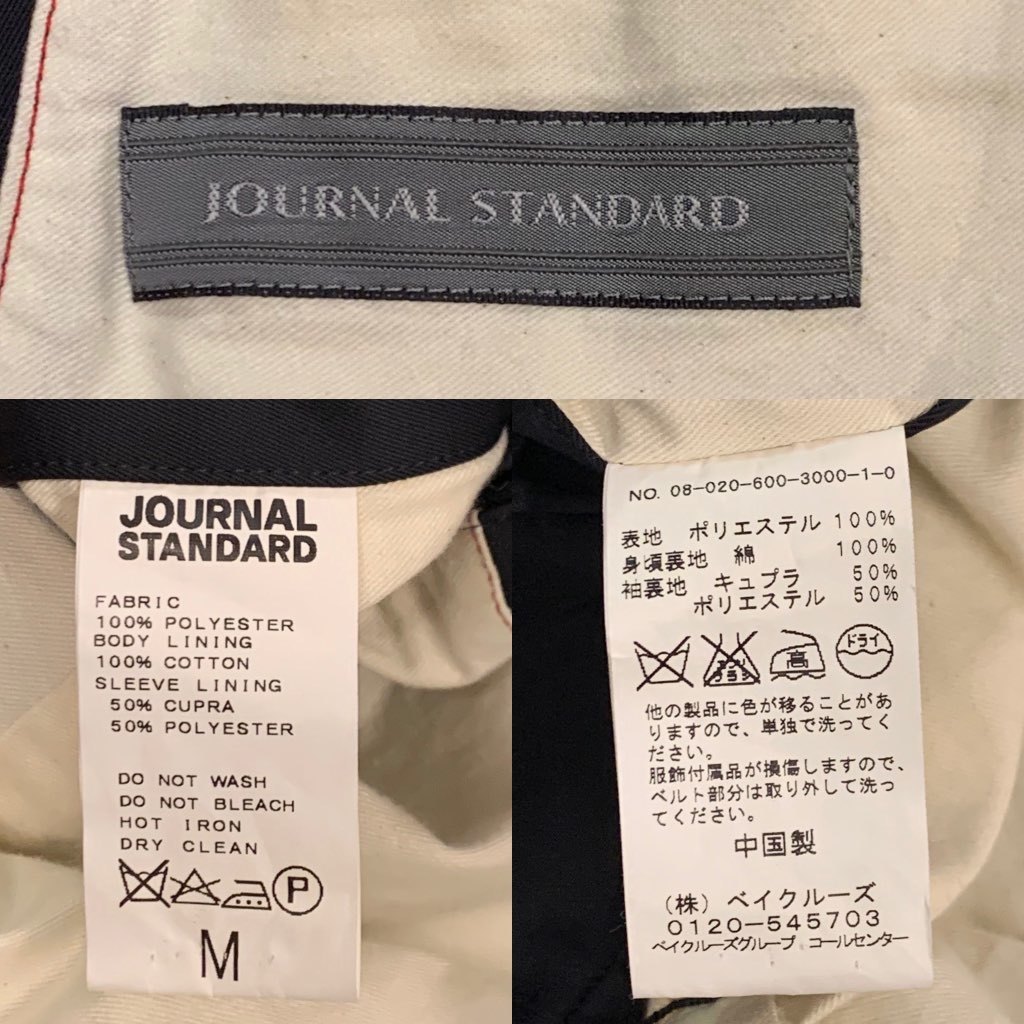 JOURNAL STANDARD
JOURNAL
STANDARD
FABRIC
100% POLYESTER
BODY LINING
100% COTTON
SLEEVE LINING
50% CUPRA
50% POLYESTER
DO NOT WASH
DO NOT BLEACH
HOT IRON
DRY CLEAN
P
M
NO. 08-020-600-3000-1-0
表地 ポリエステル 100%
身頃裏地 綿 100%
袖裏地 キュプラ 50%
ポリエステル 50%
エンソ サラシ 高 ドライ
他の製品に色が移ることがあ
りますので、単独で洗ってく
ださい。
服飾付属品が損傷しますので、
ベルト部分は取り外して洗っ
てください。
中国製
(株) ベイクルーズ
0120-545703
ベイクルーズグループ コールセンター